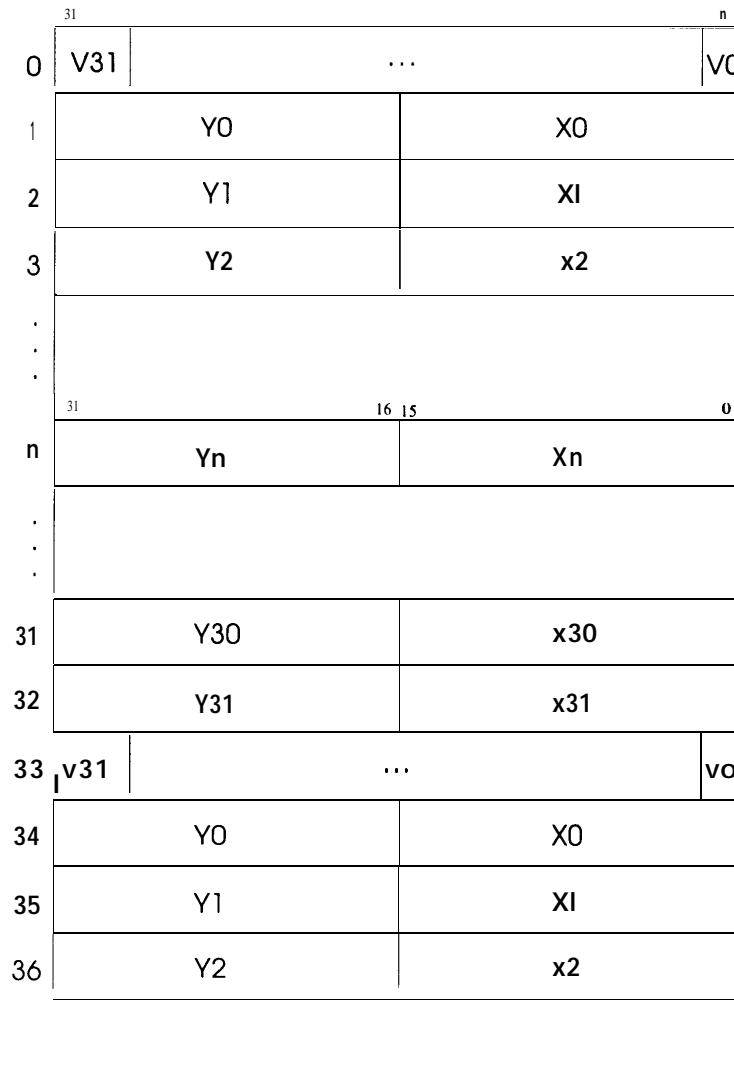 31 n
0 V31 ... V0
1 Y0 X0
2 Y1 XI
3 Y2 x2
.
.
.
31 16 15 0
n Yn Xn
.
.
.
31 Y30 x30
32 Y31 x31
33 v31 ... vo
34 Y0 X0
35 Y1 XI
36 Y2 x2